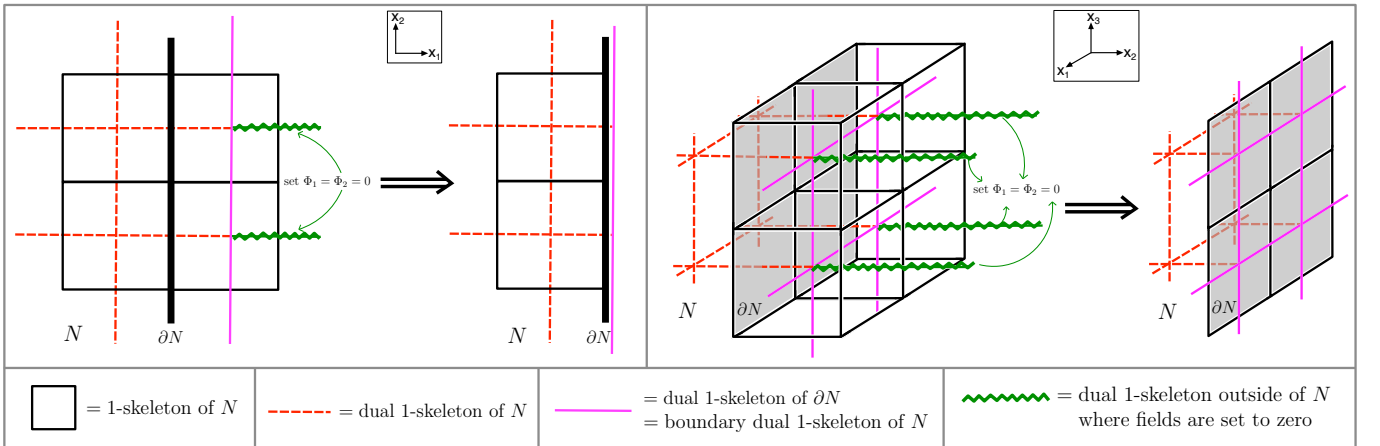 X₂
X₁
set Φ₁ = Φ₂ = 0
N
∂N
N
∂N
X₃
X₂
X₁
set Φ₁ = Φ₂ = 0
N
∂N
N
∂N
= 1-skeleton of N
= dual 1-skeleton of N
= dual 1-skeleton of ∂N
= boundary dual 1-skeleton of N
= dual 1-skeleton outside of N
where fields are set to zero